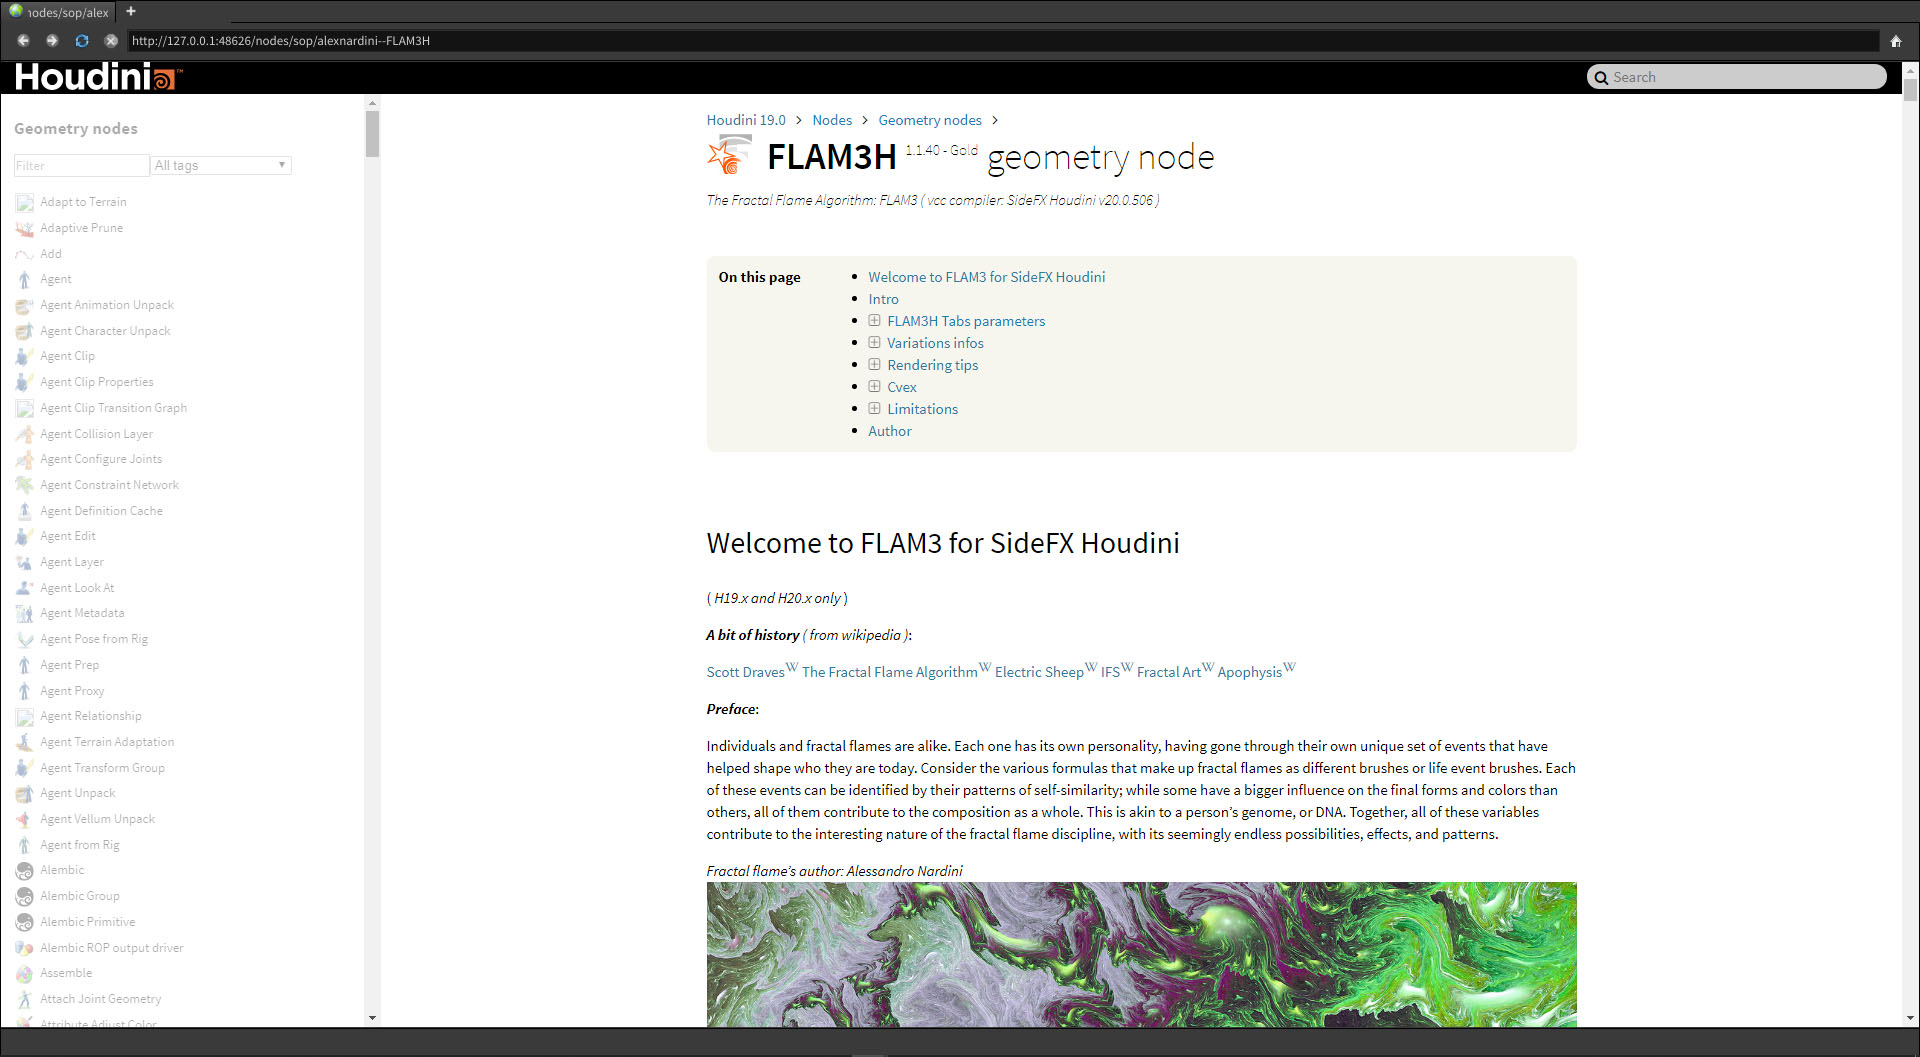 nodes/sop/alex
http://127.0.0.1:48626/nodes/sop/alexnardini--FLAM3H
Houdini™
Search
Geometry nodes
Filter
All tags
Adapt to Terrain
Adaptive Prune
Add
Agent
Agent Animation Unpack
Agent Character Unpack
Agent Clip
Agent Clip Properties
Agent Clip Transition Graph
Agent Collision Layer
Agent Configure Joints
Agent Constraint Network
Agent Definition Cache
Agent Edit
Agent Layer
Agent Look At
Agent Metadata
Agent Pose from Rig
Agent Prep
Agent Proxy
Agent Relationship
Agent Terrain Adaptation
Agent Transform Group
Agent Unpack
Agent Vellum Unpack
Agent from Rig
Alembic
Alembic Group
Alembic Primitive
Alembic ROP output driver
Assemble
Attach Joint Geometry
Attribute Adjust Color
Houdini 19.0 > Nodes > Geometry nodes >
FLAM3H 1.1.40 - Gold geometry node
The Fractal Flame Algorithm: FLAM3 ( vcc compiler: SideFX Houdini v20.0.506 )
On this page
Welcome to FLAM3 for SideFX Houdini
Intro
FLAM3H Tabs parameters
Variations infos
Rendering tips
Cvex
Limitations
Author
Welcome to FLAM3 for SideFX Houdini
( H19.x and H20.x only )
A bit of history ( from wikipedia ):
Scott DravesW The Fractal Flame AlgorithmW Electric SheepW IFSW Fractal ArtW ApophysisW
Preface:
Individuals and fractal flames are alike. Each one has its own personality, having gone through their own unique set of events that have
helped shape who they are today. Consider the various formulas that make up fractal flames as different brushes or life event brushes. Each
of these events can be identified by their patterns of self-similarity; while some have a bigger influence on the final forms and colors than
others, all of them contribute to the composition as a whole. This is akin to a person’s genome, or DNA. Together, all of these variables
contribute to the interesting nature of the fractal flame discipline, with its seemingly endless possibilities, effects, and patterns.
Fractal flame’s author: Alessandro Nardini